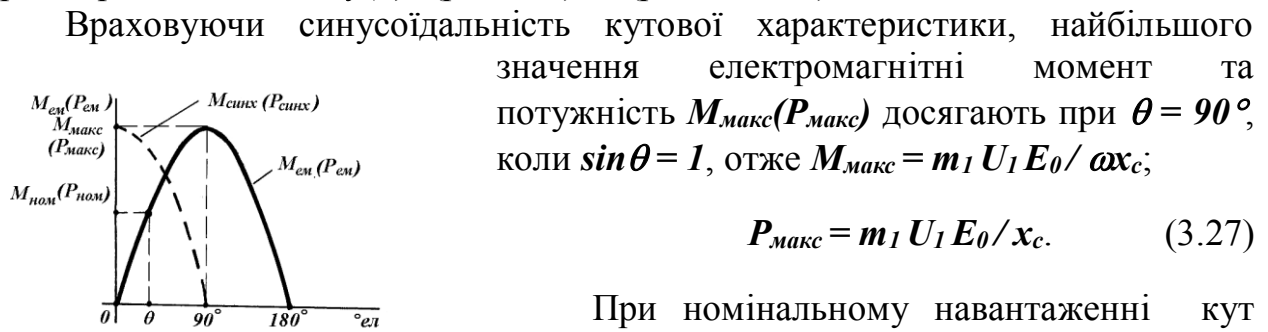 Враховуючи синусоїдальність кутової характеристики, найбільшого
значення електромагнітні момент та
потужність Mмакс(Pмакс) досягають при θ = 90°,
коли sinθ = 1, отже Mмакс = m1 U1 E0 / ωxс;
Pмакс = m1 U1 E0 / xс. (3.27)
При номінальному навантаженні кут
Mем(Pем)
Mмакс
(Pмакс)
Mсинх (Pсинх)
Mем (Pем)
Mном(Pном)
0 θ 90° 180° °ел